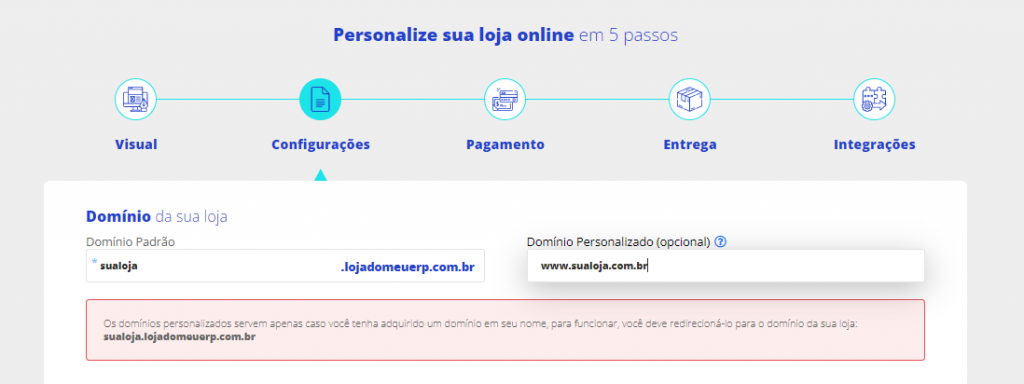 Personalize sua loja online em 5 passos
Visual
Configurações
Pagamento
Entrega
Integrações
Domínio da sua loja
Domínio Padrão
Domínio Personalizado (opcional) ?
* sualoja .lojadomeuerp.com.br
www.sualoja.com.br
Os domínios personalizados servem apenas caso você tenha adquirido um domínio em seu nome, para funcionar, você deve redirecioná-lo para o domínio da sua loja:
sualoja.lojadomeuerp.com.br